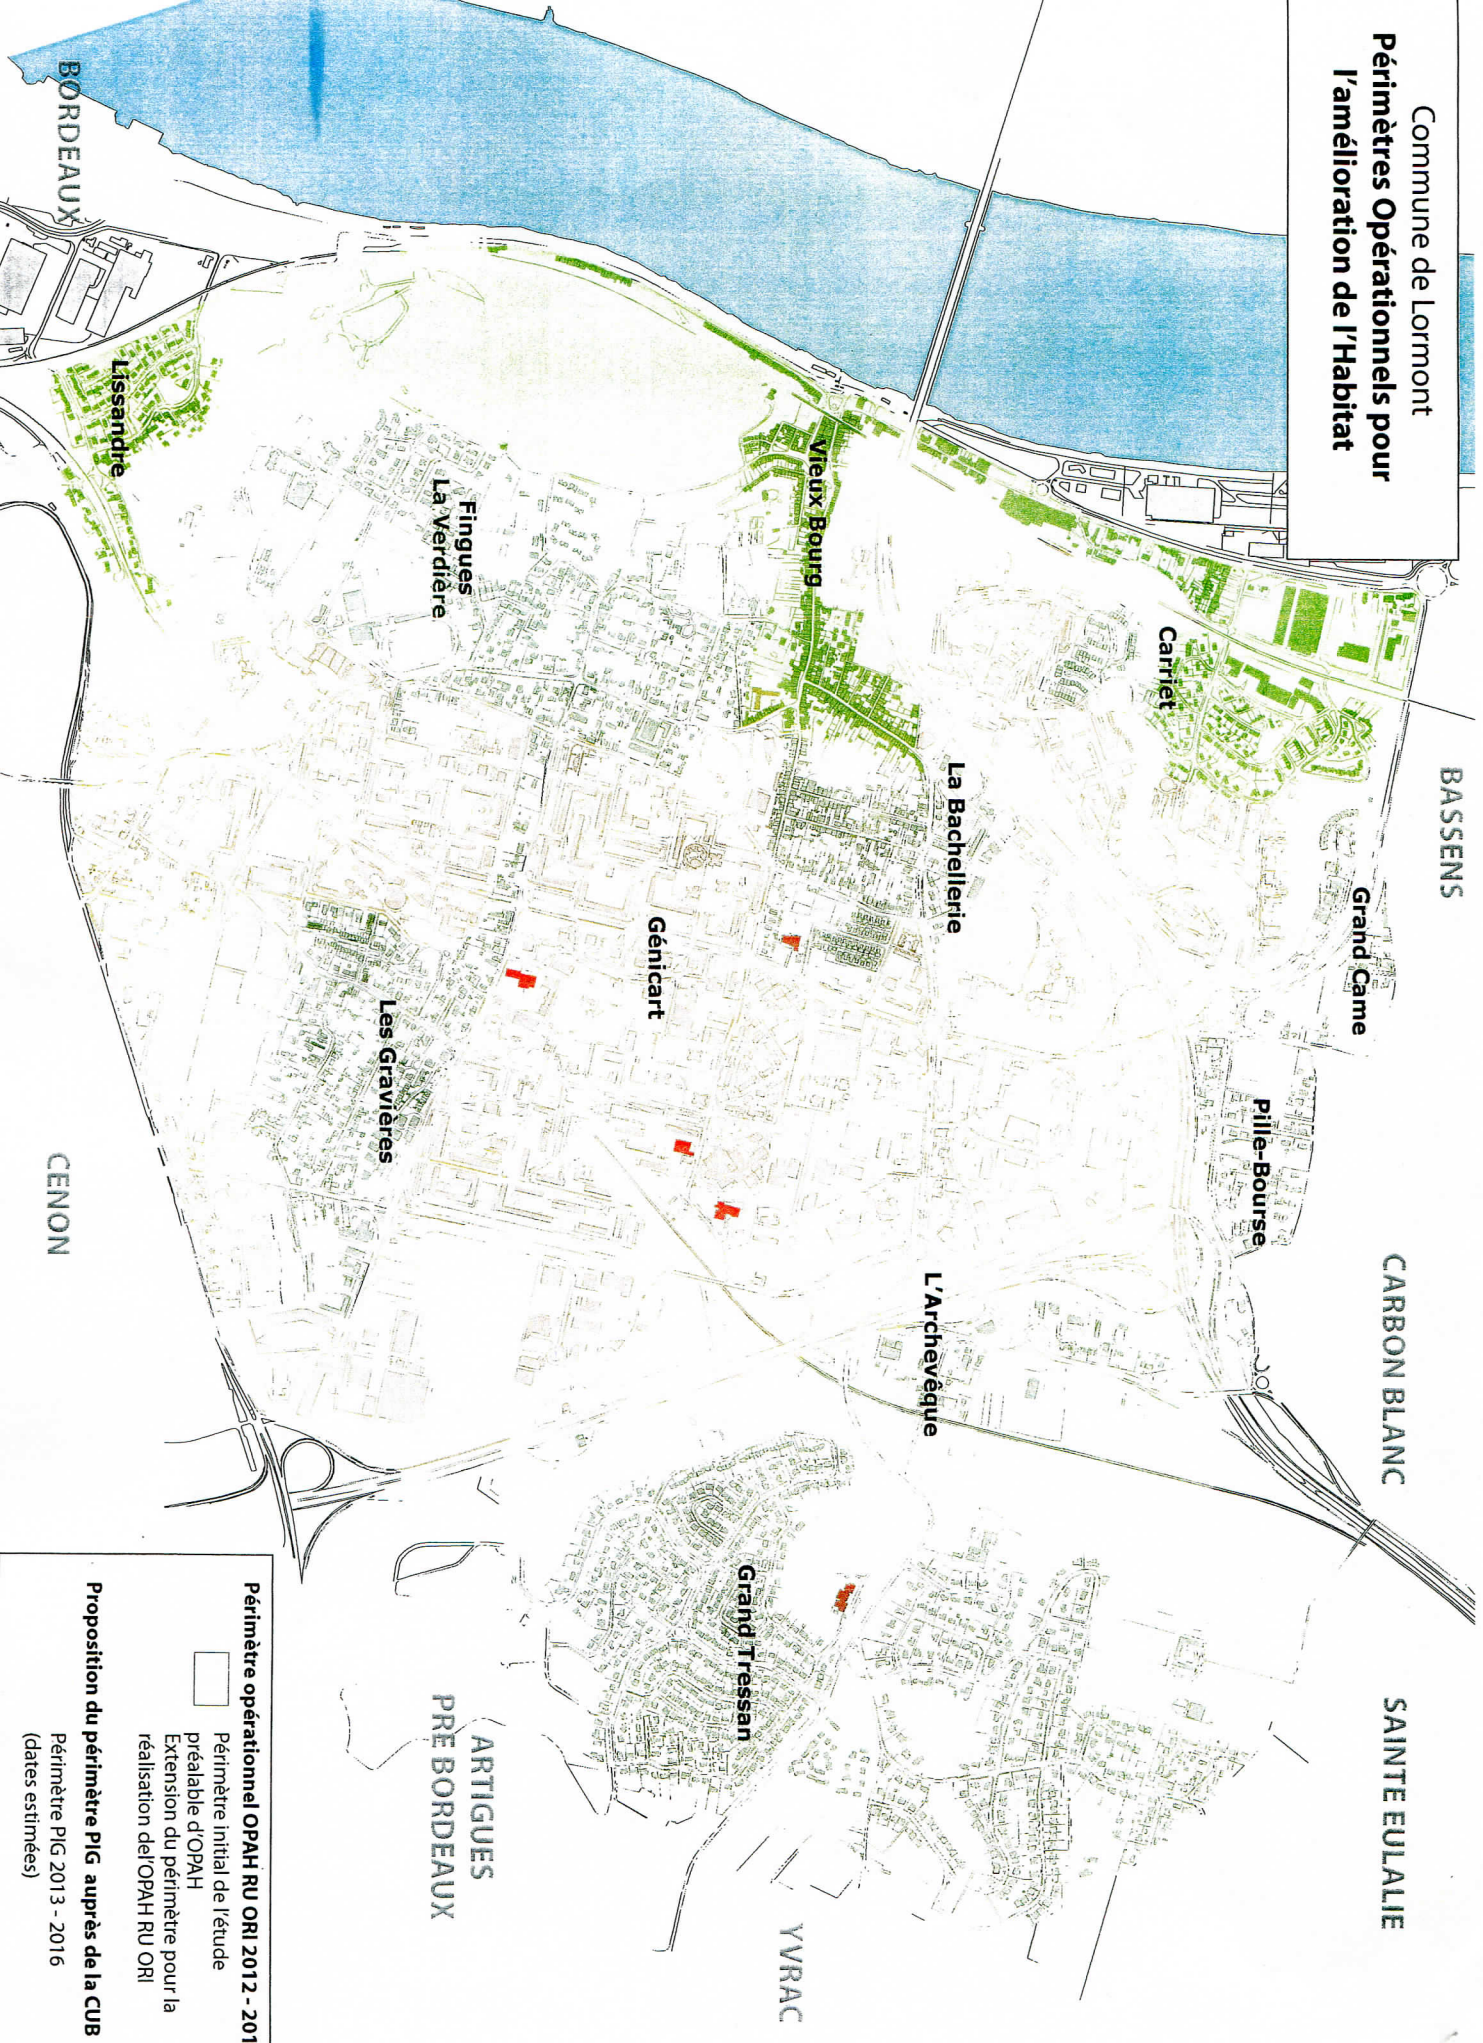 Commune de Lormont
Périmètres Opérationnels pour
l'amélioration de l'Habitat
BASSENS
CARBON BLANC
SAINTE EULALIE
Grand Came
Pille-Bourse
Carriet
La Bachellerie
L'Archevêque
Vieux Bourg
YVRAC
Grand Tressan
Génicart
Fingues
La Verdière
ARTIGUES
PRE BORDEAUX
Les Gravières
Lissandre
BORDEAUX
CENON
Périmètre opérationnel OPAH RU ORI 2012 - 201
Périmètre initial de l'étude
préalable d'OPAH
Extension du périmètre pour la
réalisation del'OPAH RU ORI
Proposition du périmètre PIG auprès de la CUB
Périmètre PIG 2013 - 2016
(dates estimées)